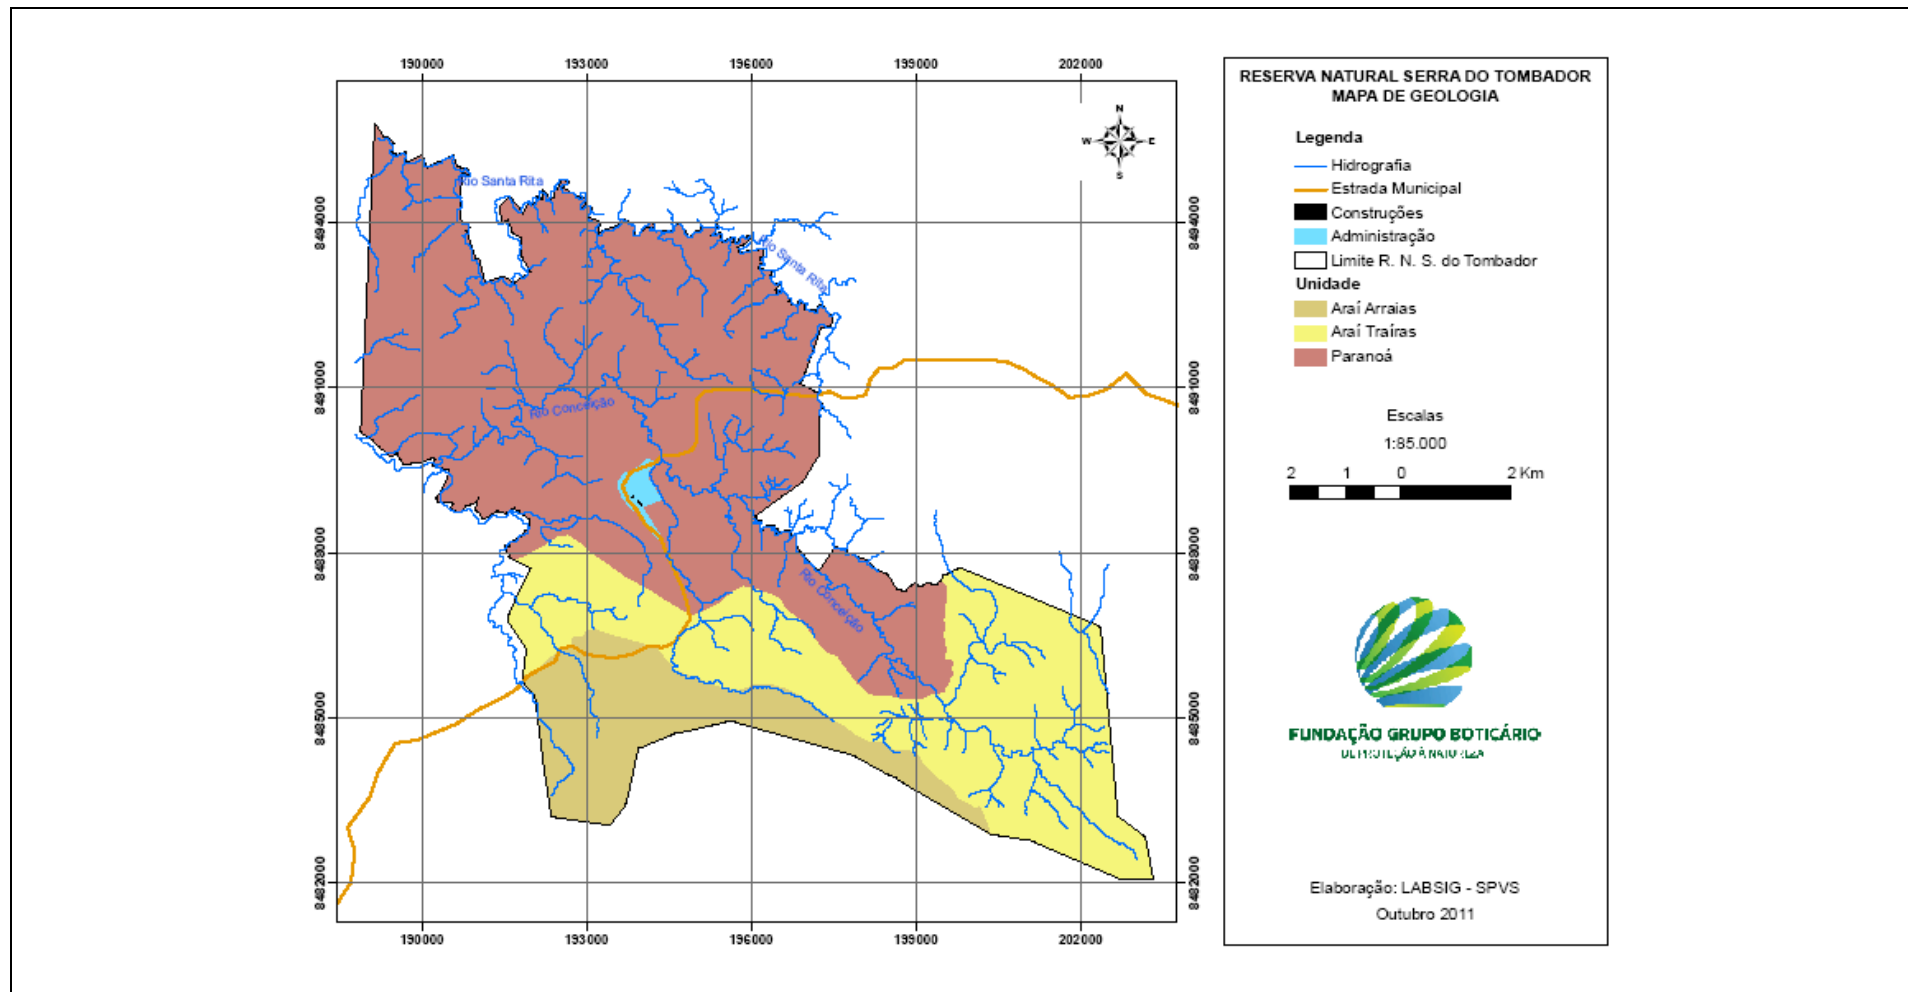 190000 193000 196000 199000 202000
8494000
8491000
8488000
8485000
8482000
N
W E
S
Rio Santa Rita
Rio Santa Rita
Rio Conceição
Rio Conceição
8494000
8491000
8488000
8485000
8482000
190000 193000 196000 199000 202000
RESERVA NATURAL SERRA DO TOMBADOR
MAPA DE GEOLOGIA
Legenda
Hidrografia
Estrada Municipal
Construções
Administração
Limite R. N. S. do Tombador
Unidade
Araí Arraias
Araí Traíras
Paranoá
Escalas
1:85.000
2 1 0 2 Km
FUNDAÇÃO GRUPO BOTICÁRIO
DE PROTEÇÃO À NATUREZA
Elaboração: LABSIG - SPVS
Outubro 2011